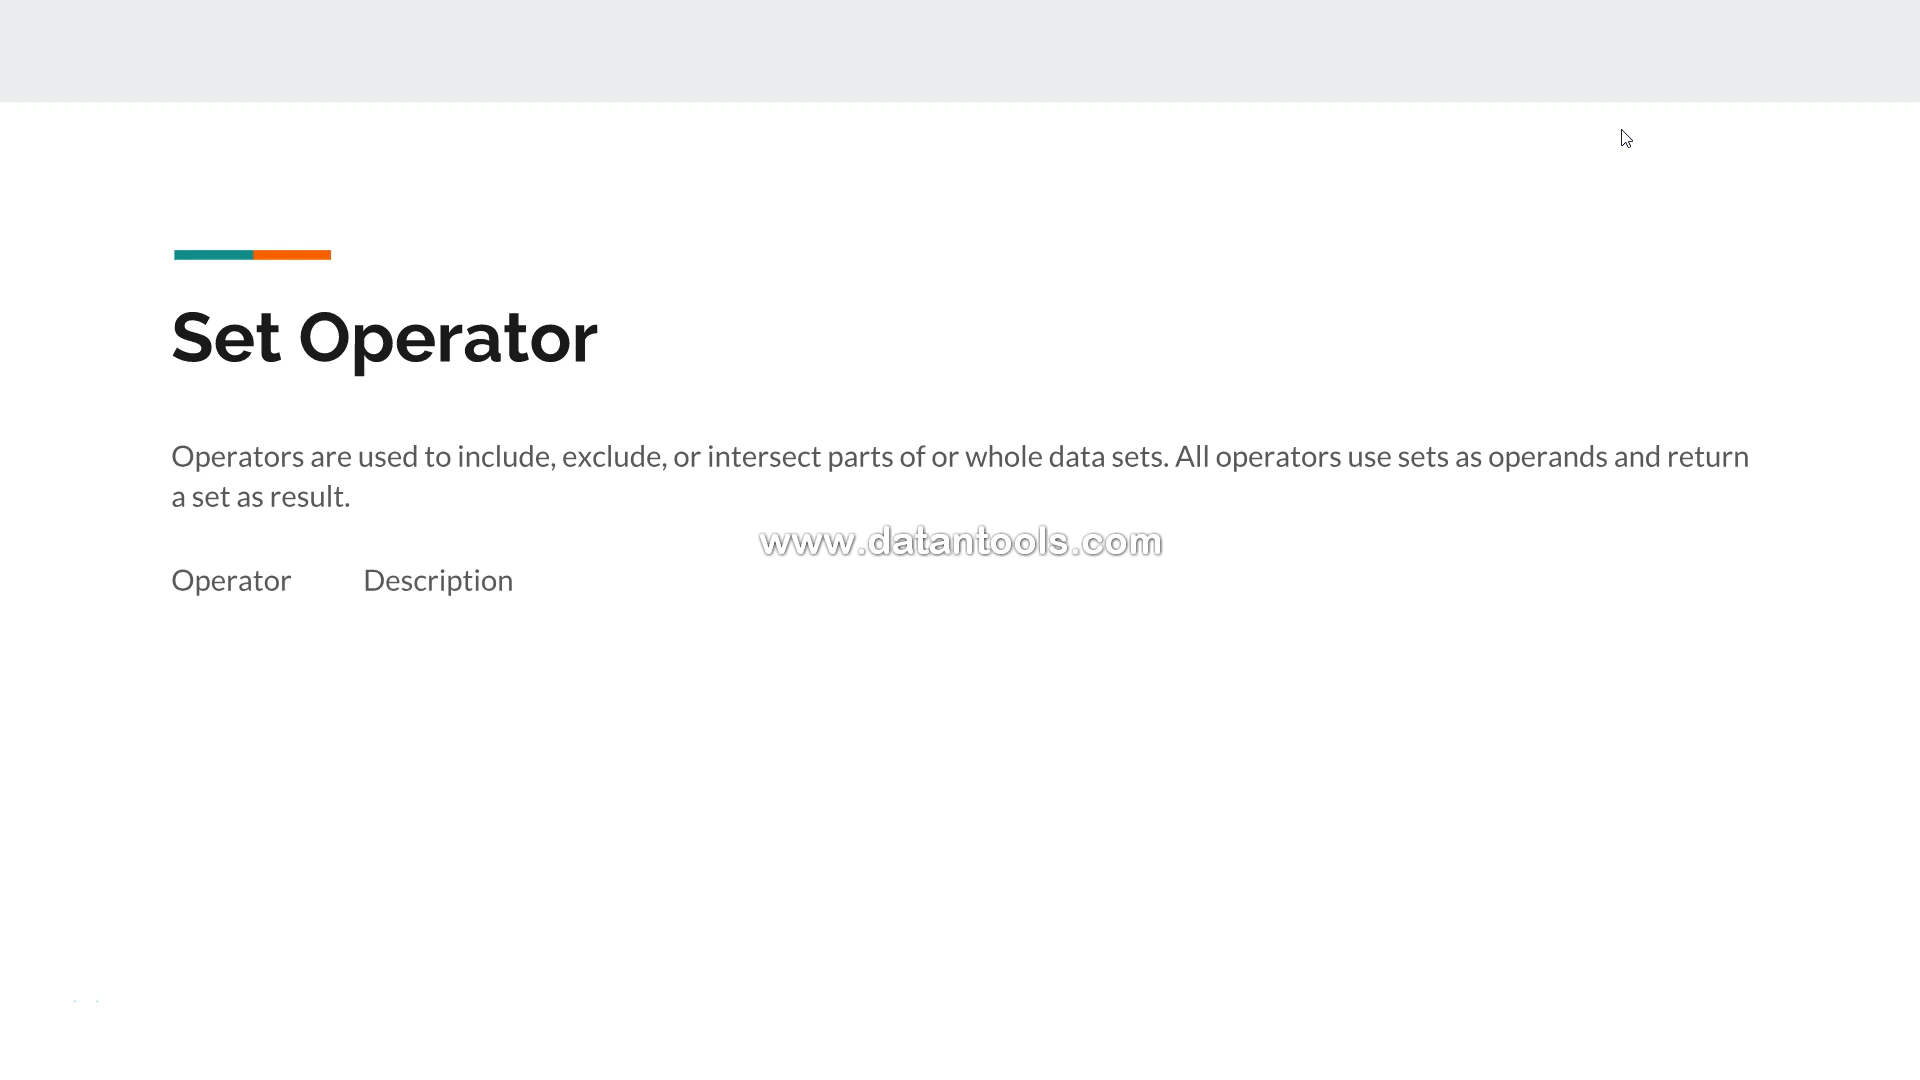 Set Operator
Operators are used to include, exclude, or intersect parts of or whole data sets. All operators use sets as operands and return
a set as result.
www.datantools.com
Operator Description